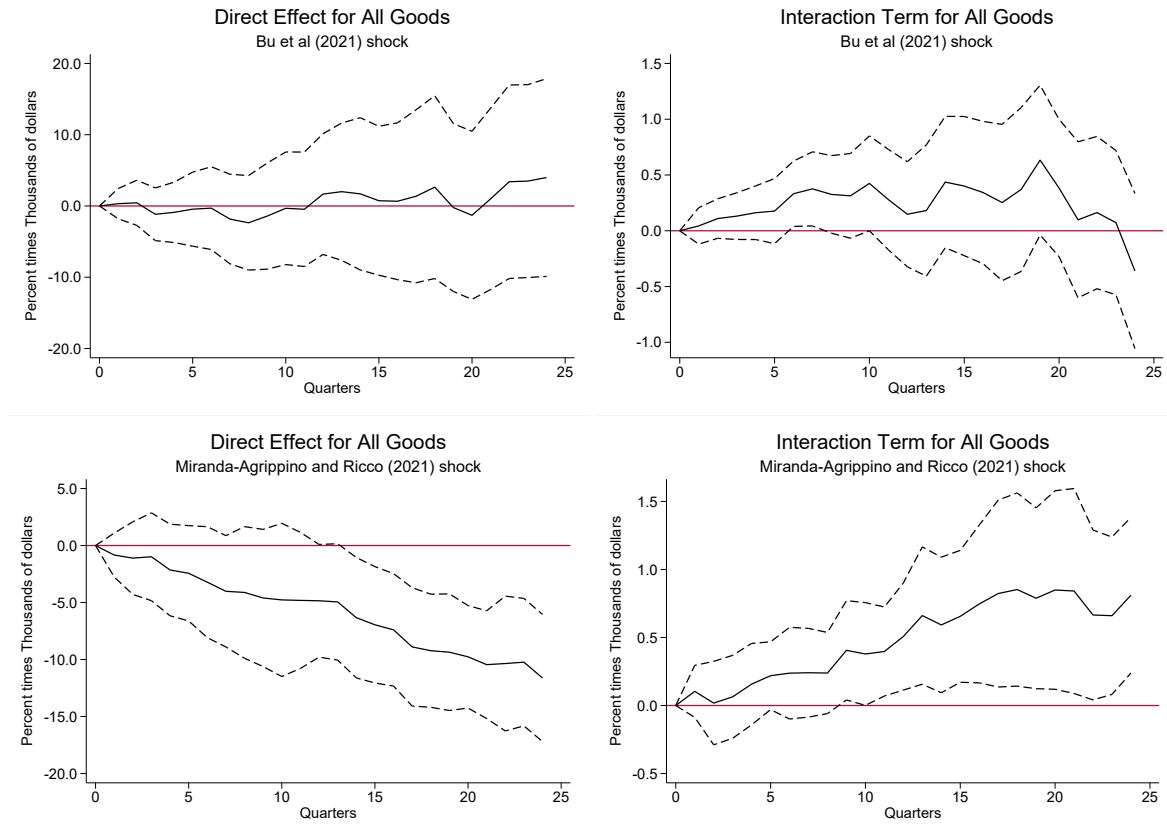 Direct Effect for All Goods
Bu et al (2021) shock
Percent times Thousands of dollars
20.0
10.0
0.0
-10.0
-20.0
0 5 10 15 20 25
Quarters
Interaction Term for All Goods
Bu et al (2021) shock
Percent times Thousands of dollars
1.5
1.0
0.5
0.0
-0.5
-1.0
0 5 10 15 20 25
Quarters
Direct Effect for All Goods
Miranda-Agrippino and Ricco (2021) shock
Percent times Thousands of dollars
5.0
0.0
-5.0
-10.0
-15.0
-20.0
0 5 10 15 20 25
Quarters
Interaction Term for All Goods
Miranda-Agrippino and Ricco (2021) shock
Percent times Thousands of dollars
1.5
1.0
0.5
0.0
-0.5
0 5 10 15 20 25
Quarters